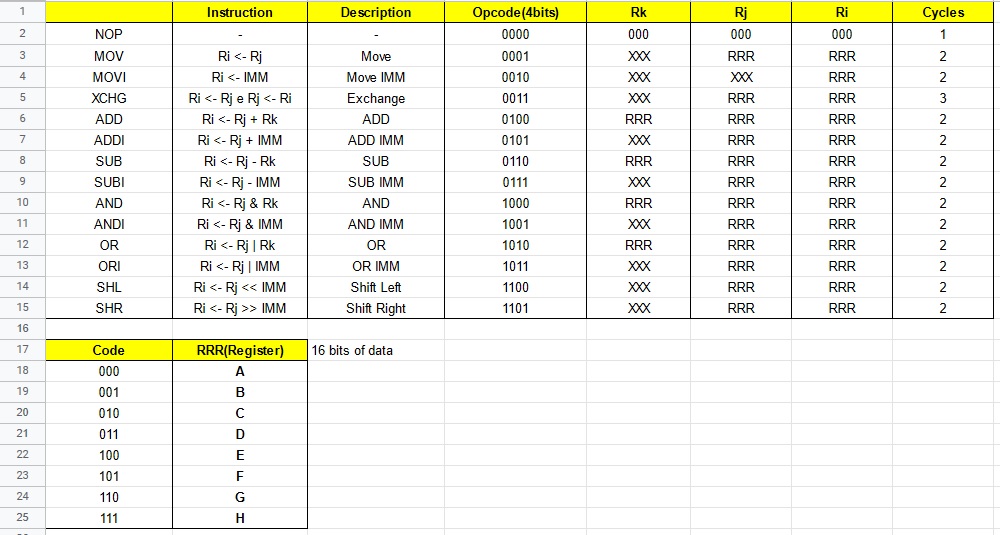 1 Instruction Description Opcode(4bits) Rk Rj Ri Cycles
2 NOP - - 0000 000 000 000 1
3 MOV Ri <- Rj Move 0001 XXX RRR RRR 2
4 MOVI Ri <- IMM Move IMM 0010 XXX XXX RRR 2
5 XCHG Ri <- Rj e Rj <- Ri Exchange 0011 XXX RRR RRR 3
6 ADD Ri <- Rj + Rk ADD 0100 RRR RRR RRR 2
7 ADDI Ri <- Rj + IMM ADD IMM 0101 XXX RRR RRR 2
8 SUB Ri <- Rj - Rk SUB 0110 RRR RRR RRR 2
9 SUBI Ri <- Rj - IMM SUB IMM 0111 XXX RRR RRR 2
10 AND Ri <- Rj & Rk AND 1000 RRR RRR RRR 2
11 ANDI Ri <- Rj & IMM AND IMM 1001 XXX RRR RRR 2
12 OR Ri <- Rj | Rk OR 1010 RRR RRR RRR 2
13 ORI Ri <- Rj | IMM OR IMM 1011 XXX RRR RRR 2
14 SHL Ri <- Rj << IMM Shift Left 1100 XXX RRR RRR 2
15 SHR Ri <- Rj >> IMM Shift Right 1101 XXX RRR RRR 2
16
17 Code RRR(Register) 16 bits of data
18 000 A
19 001 B
20 010 C
21 011 D
22 100 E
23 101 F
24 110 G
25 111 H